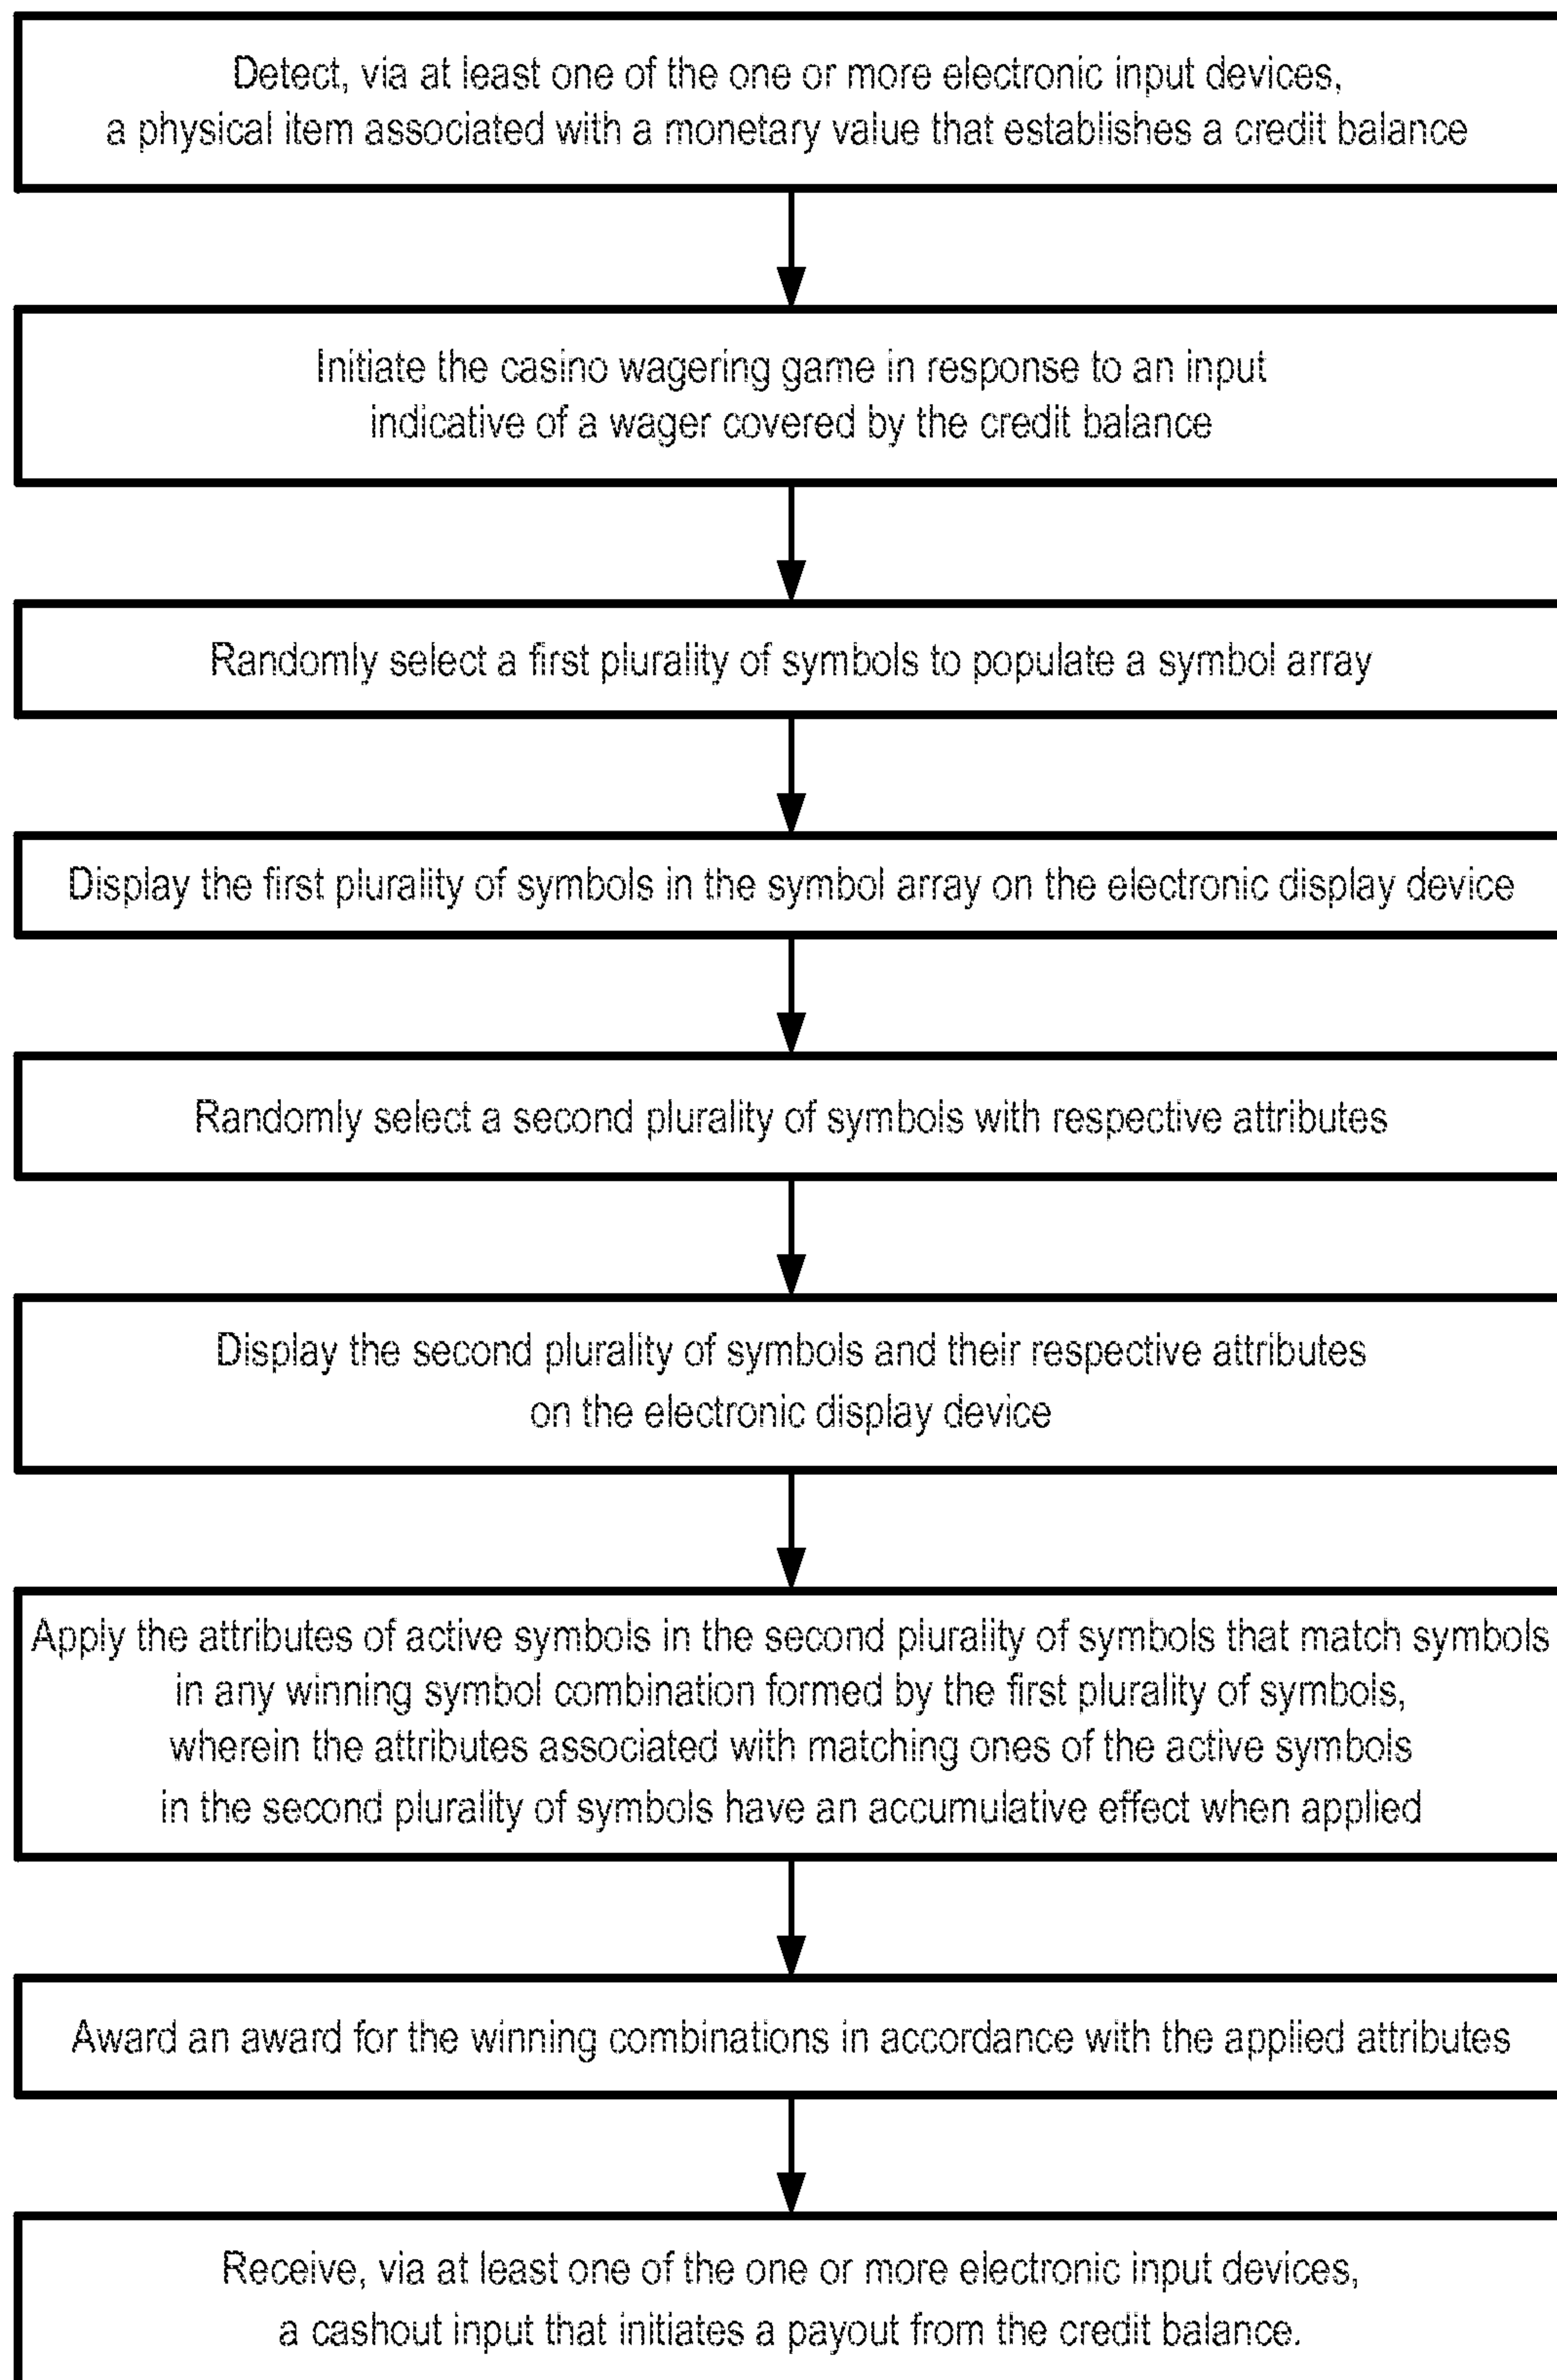 Detect, via at least one of the one or more electronic input devices,
a physical item associated with a monetary value that establishes a credit balance
Initiate the casino wagering game in response to an input
indicative of a wager covered by the credit balance
Randomly select a first plurality of symbols to populate a symbol array
Display the first plurality of symbols in the symbol array on the electronic display device
Randomly select a second plurality of symbols with respective attributes
Display the second plurality of symbols and their respective attributes
on the electronic display device
Apply the attributes of active symbols in the second plurality of symbols that match symbols
in any winning symbol combination formed by the first plurality of symbols,
wherein the attributes associated with matching ones of the active symbols
in the second plurality of symbols have an accumulative effect when applied
Award an award for the winning combinations in accordance with the applied attributes
Receive, via at least one of the one or more electronic input devices,
a cashout input that initiates a payout from the credit balance.